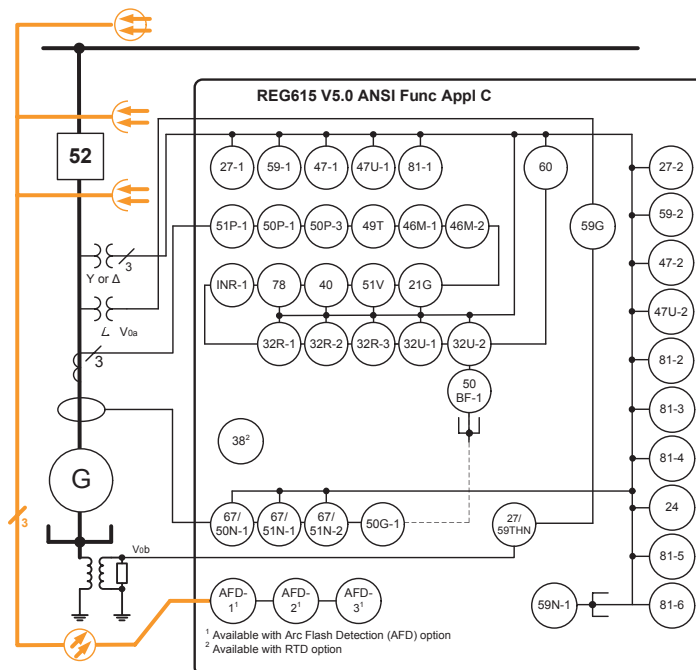 REG615 V5.0 ANSI Func Appl C
52
27-1
59-1
47-1
47U-1
81-1
60
27-2
59-2
51P-1
50P-1
50P-3
49T
46M-1
46M-2
59G
47-2
3
Y or Δ
INR-1
78
40
51V
21G
47U-2
V0a
3
32R-1
32R-2
32R-3
32U-1
32U-2
81-2
50
BF-1
81-3
38²
81-4
G
24
3
67/
50N-1
67/
51N-1
67/
51N-2
50G-1
27/
59THN
V0b
81-5
AFD-
1¹
AFD-
2¹
AFD-
3¹
59N-1
81-6
¹ Available with Arc Flash Detection (AFD) option
² Available with RTD option